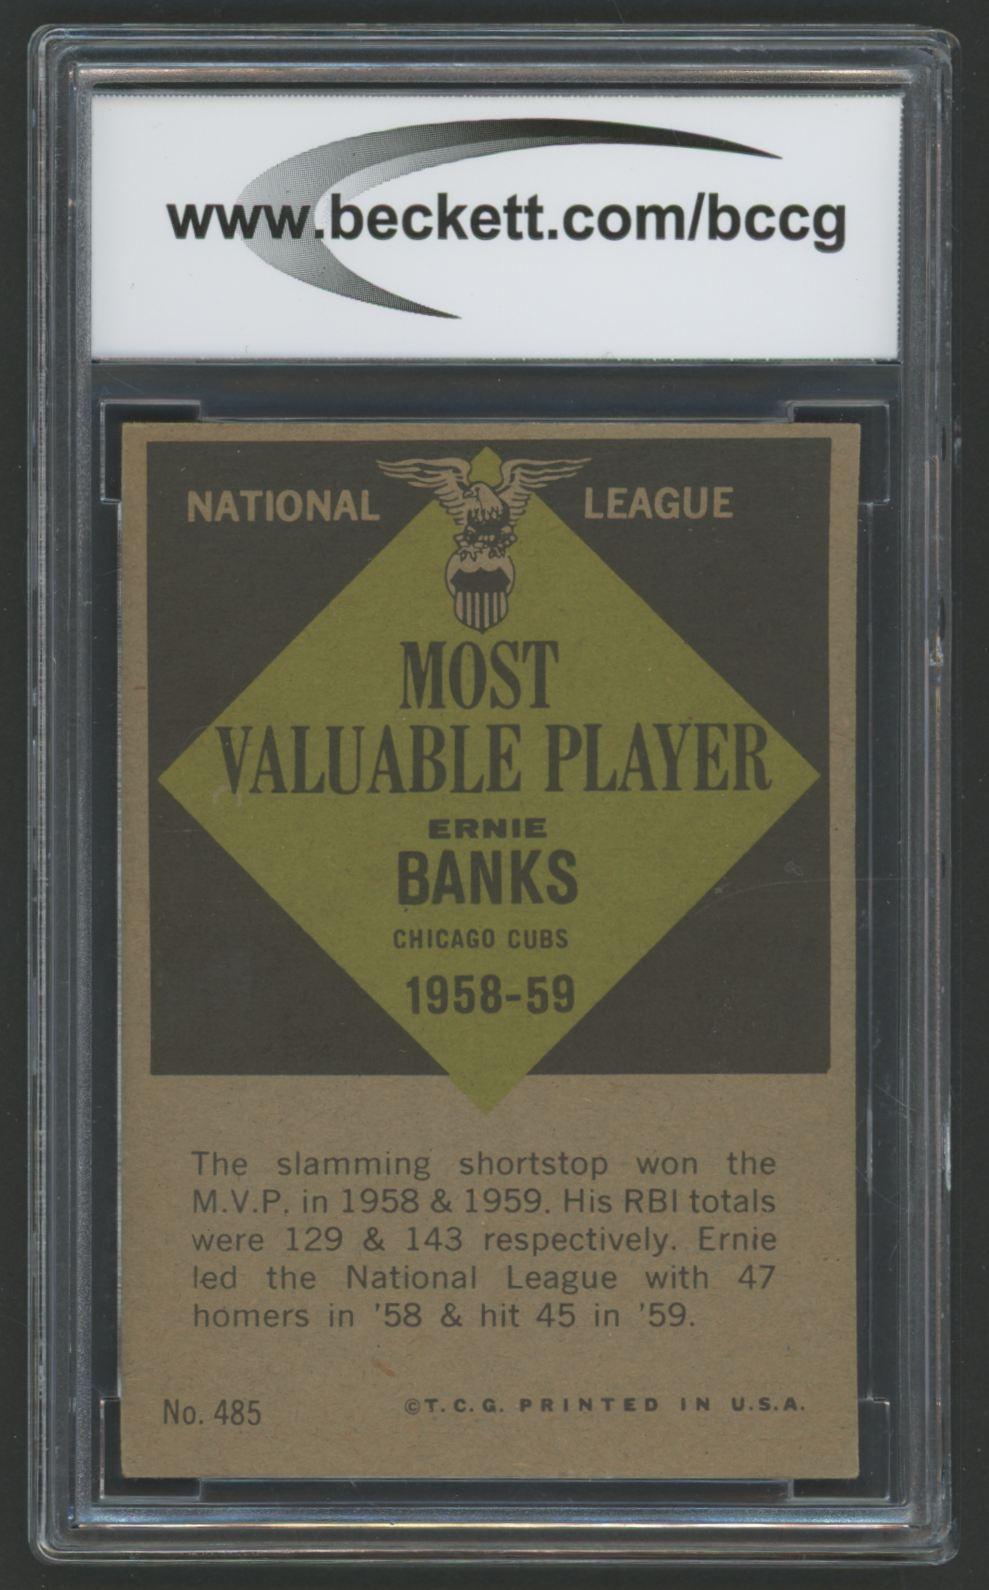 www.beckett.com/bccg
NATIONAL LEAGUE
MOST
VALUABLE PLAYER
ERNIE
BANKS
CHICAGO CUBS
1958-59
The slamming shortstop won the
M.V.P. in 1958 & 1959. His RBI totals
were 129 & 143 respectively. Ernie
led the National League with 47
homers in '58 & hit 45 in '59.
No. 485 ©T.C.G. PRINTED IN U.S.A.